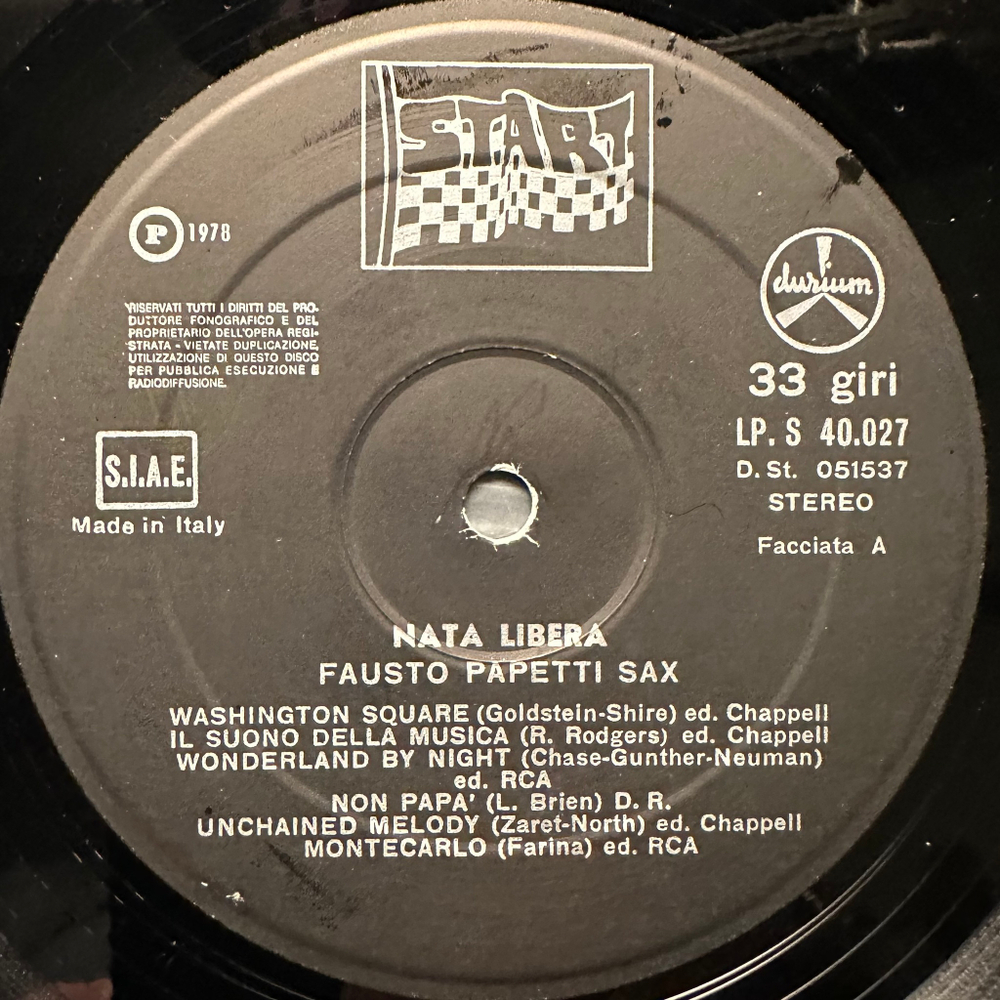 START
P 1978
durium
33 giri
LP. S 40.027
D. St. 051537
STEREO
Facciata A
RISERVATI TUTTI I DIRITTI DEL PRO-
DUTTORE FONOGRAFICO E DEL
PROPRIETARIO DELL'OPERA REGI-
STRATA - VIETATE DUPLICAZIONE,
UTILIZZAZIONE DI QUESTO DISCO
PER PUBBLICA ESECUZIONE E
RADIODIFFUSIONE.
S.I.A.E.
Made in Italy
NATA LIBERA
FAUSTO PAPETTI SAX
WASHINGTON SQUARE (Goldstein-Shire) ed. Chappell
IL SUONO DELLA MUSICA (R. Rodgers) ed. Chappell
WONDERLAND BY NIGHT (Chase-Gunther-Neuman)
ed. RCA
NON PAPA' (L. Brien) D. R.
UNCHAINED MELODY (Zaret-North) ed. Chappell
MONTECARLO (Farina) ed. RCA